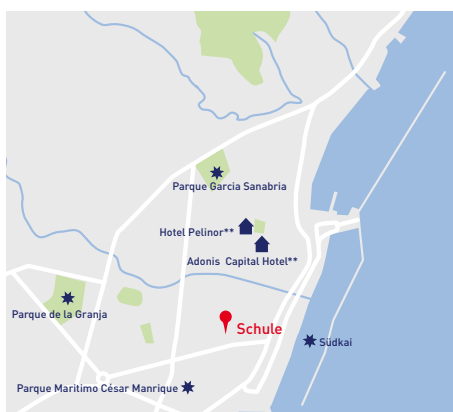 Parque Garcia Sanabria
Hotel Pelinor**
Adonis Capital Hotel**
Parque de la Granja
Schule
Südkai
Parque Maritimo César Manrique